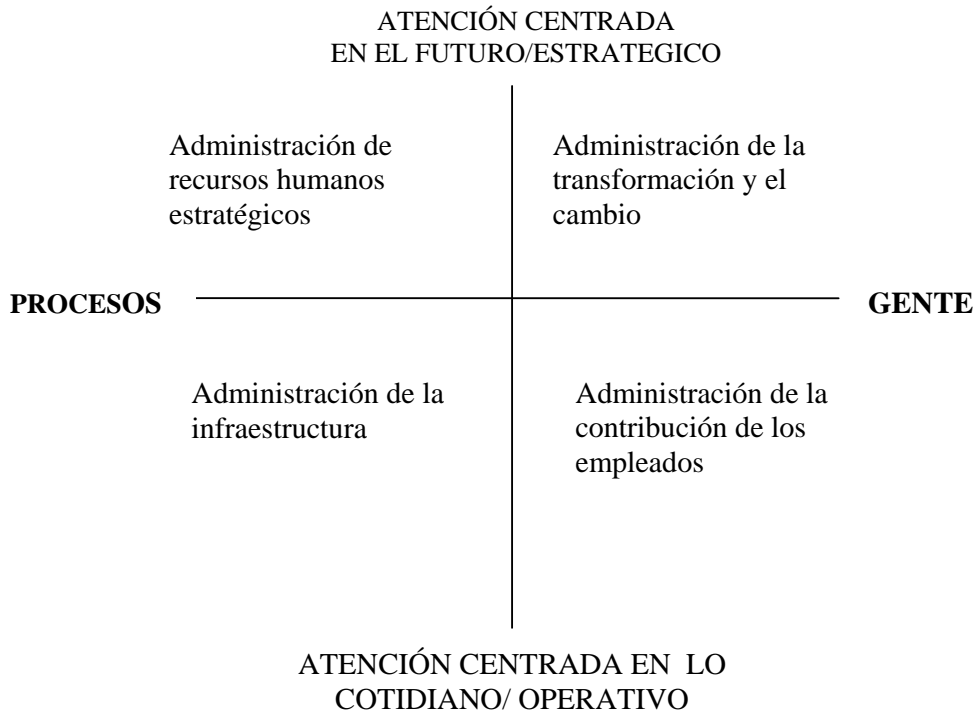 ATENCIÓN CENTRADA
EN EL FUTURO/ESTRATEGICO
Administración de
recursos humanos
estratégicos
Administración de la
transformación y el
cambio
PROCESOS
GENTE
Administración de la
infraestructura
Administración de la
contribución de los
empleados
ATENCIÓN CENTRADA EN LO
COTIDIANO/ OPERATIVO